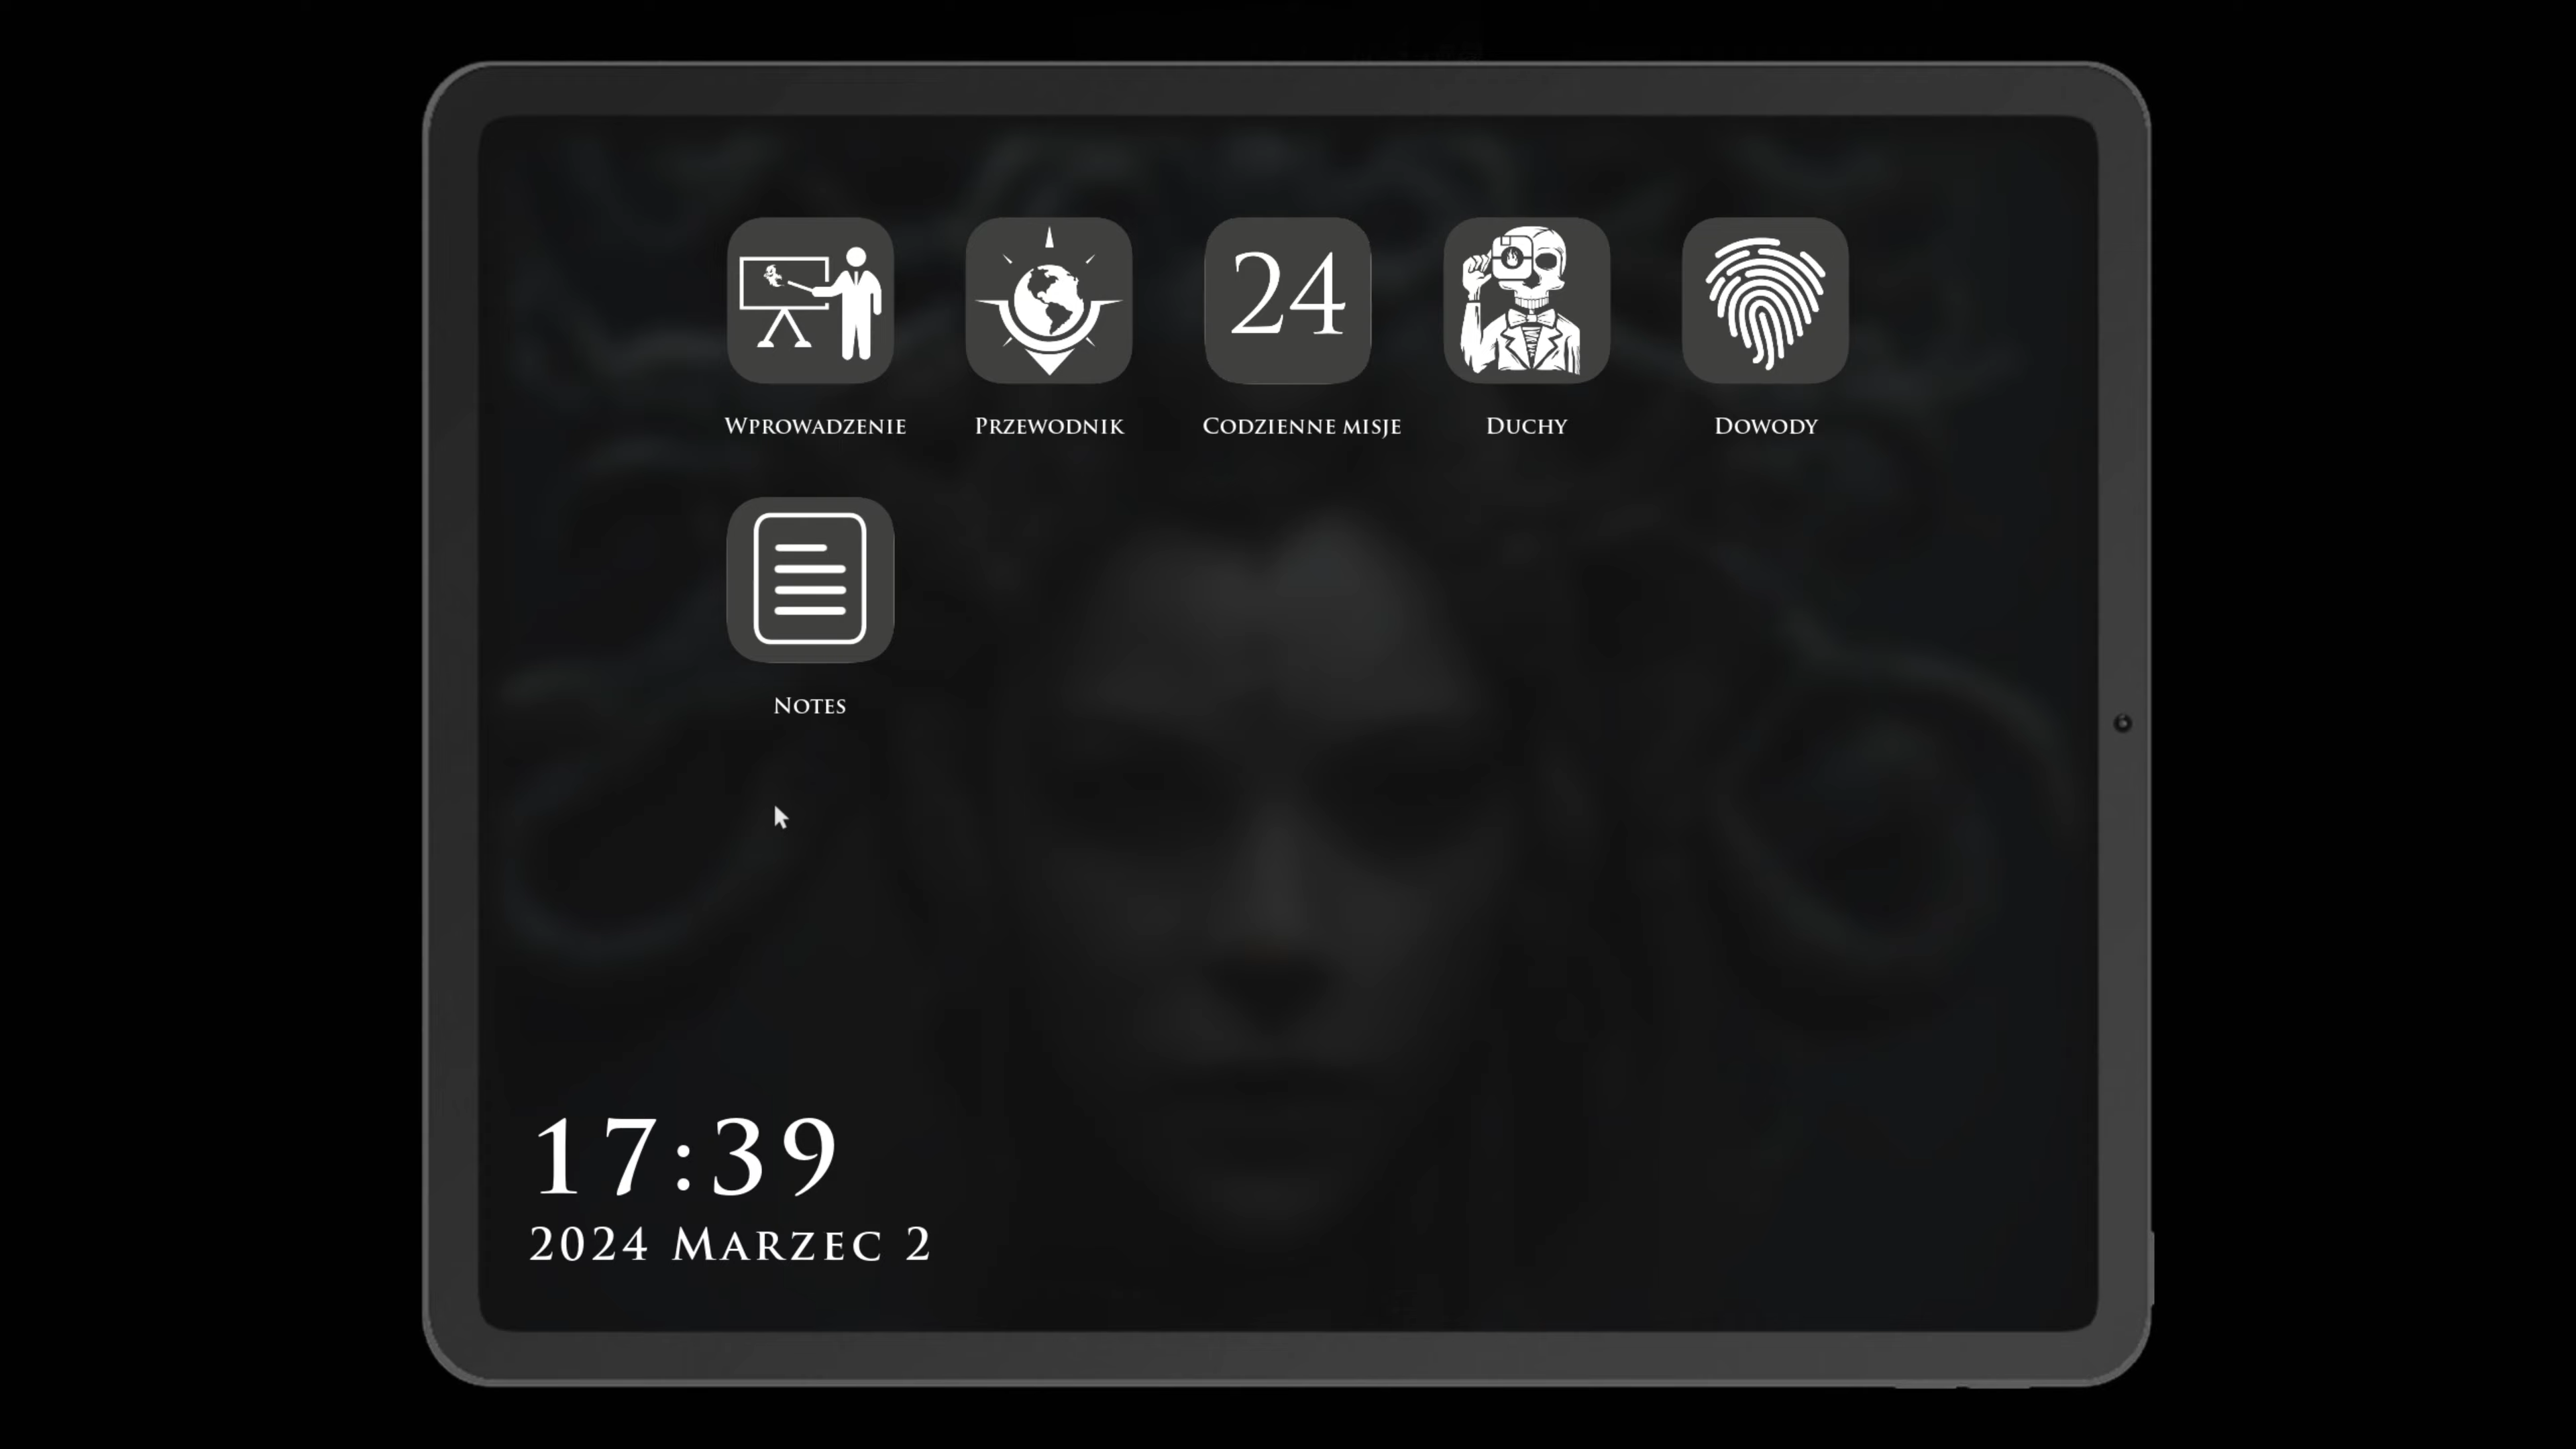 24
Wprowadzenie
Przewodnik
Codzienne misje
Duchy
Dowody
Notes
17:39
2024 Marzec 2